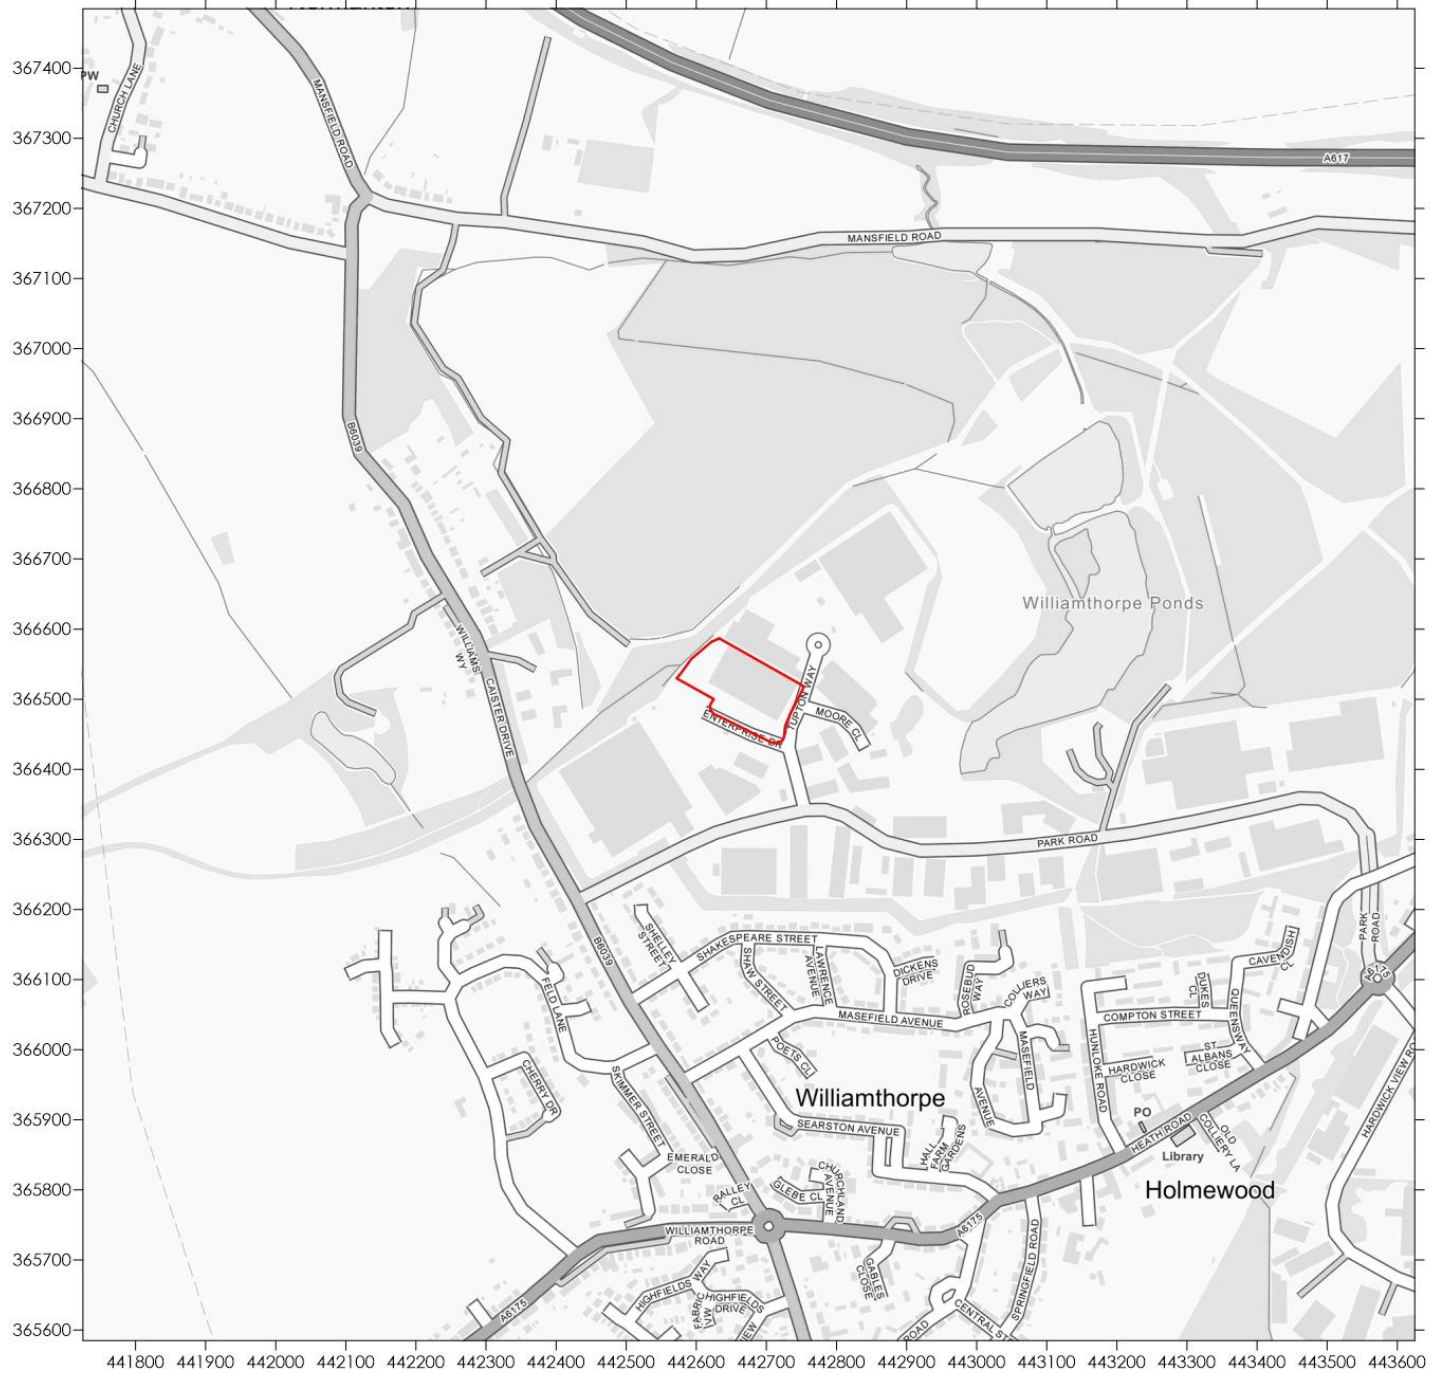 367400
367300
367200
367100
367000
366900
366800
366700
366600
366500
366400
366300
366200
366100
366000
365900
365800
365700
365600
PW
CHURCH LANE
MANSFIELD ROAD
A617
MANSFIELD ROAD
B6039
Williamthorpe Ponds
WILLIAMS
WY
CAISTER DRIVE
TUPTON WAY
MOORE CL
ENTERPRISE DR
PARK ROAD
B6039
SHELLEY
STREET
SHAKESPEARE STREET
SHAW STREET
LAWRENCE
AVENUE
DICKENS
DRIVE
ROSEBUD
WAY
COLLIERS
WAY
MASEFIELD AVENUE
MASEFIELD
AVENUE
POETS CL
FELD LANE
CHERRY DR
SKIMMER STREET
EMERALD
CLOSE
RALLEY
CL
GLEBE CL
CHURCHLAND
AVENUE
SEARSTON AVENUE
HALL
FARM
GARDENS
Williamthorpe
COMPTON STREET
HUNLOKE ROAD
HARDWICK
CLOSE
ST
ALBANS
CLOSE
DUKES
CL
QUEENSWAY
CAVENDISH
CL
PARK
ROAD
A6175
HARDWICK VIEW RO
PO
HEATH ROAD
OLD
COLLIERY LA
Library
Holmewood
WILLIAMTHORPE
ROAD
A6175
A6175
HIGHFIELDS WAY
FABRIC
VW
HIGHFIELDS
DRIVE
IEW
GABLES
CLOSE
SPRINGFIELD ROAD
CENTRAL ST
ROAD
441800 441900 442000 442100 442200 442300 442400 442500 442600 442700 442800 442900 443000 443100 443200 443300 443400 443500 443600